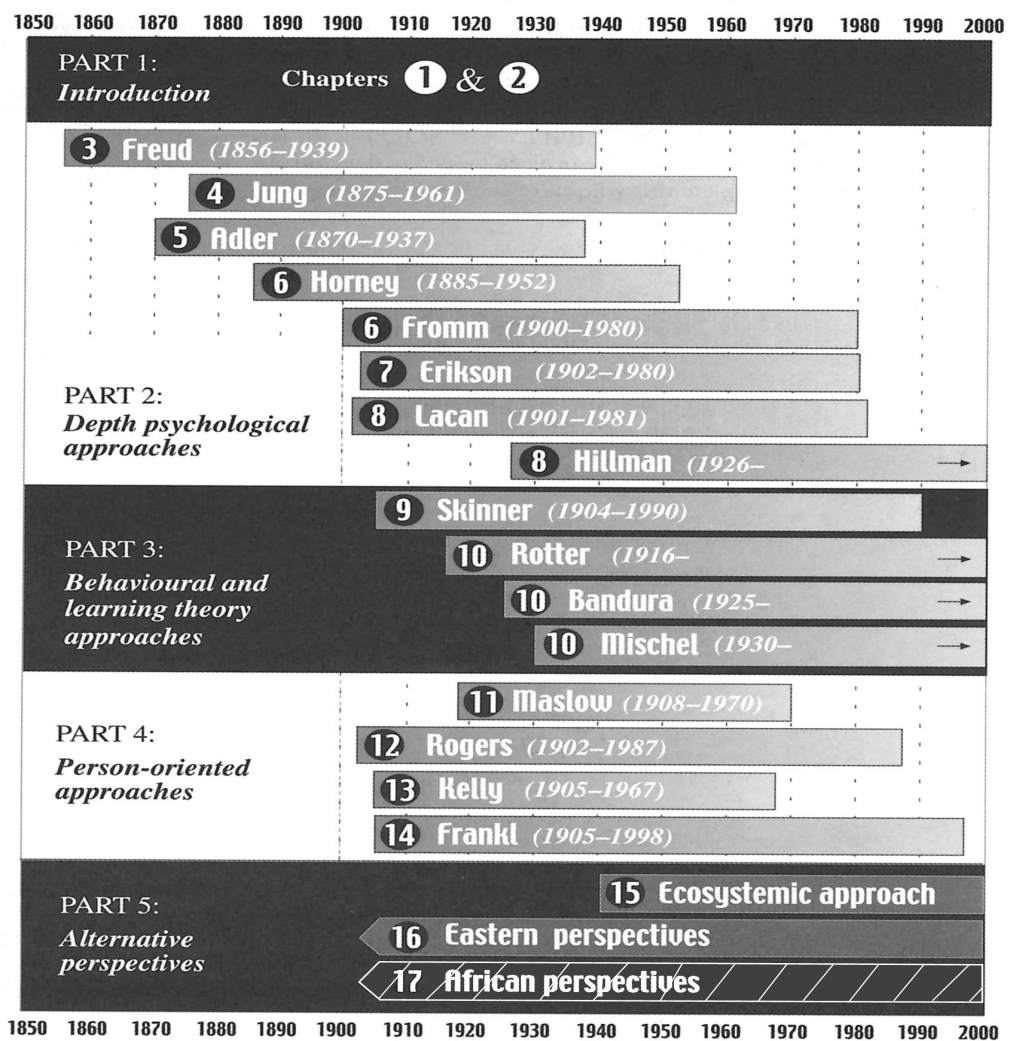 1850 1860 1870 1880 1890 1900 1910 1920 1930 1940 1950 1960 1970 1980 1990 2000
PART 1:
Introduction
Chapters 1 & 2
3 Freud (1856–1939)
4 Jung (1875–1961)
5 Adler (1870–1937)
6 Horney (1885–1952)
6 Fromm (1900–1980)
7 Erikson (1902–1980)
8 Lacan (1901–1981)
8 Hillman (1926–
PART 2:
Depth psychological
approaches
9 Skinner (1904–1990)
10 Rotter (1916–
10 Bandura (1925–
10 Mischel (1930–
PART 3:
Behavioural and
learning theory
approaches
11 Maslow (1908–1970)
12 Rogers (1902–1987)
13 Kelly (1905–1967)
14 Frankl (1905–1998)
PART 4:
Person-oriented
approaches
15 Ecosystemic approach
16 Eastern perspectives
17 African perspectives
PART 5:
Alternative
perspectives
1850 1860 1870 1880 1890 1900 1910 1920 1930 1940 1950 1960 1970 1980 1990 2000